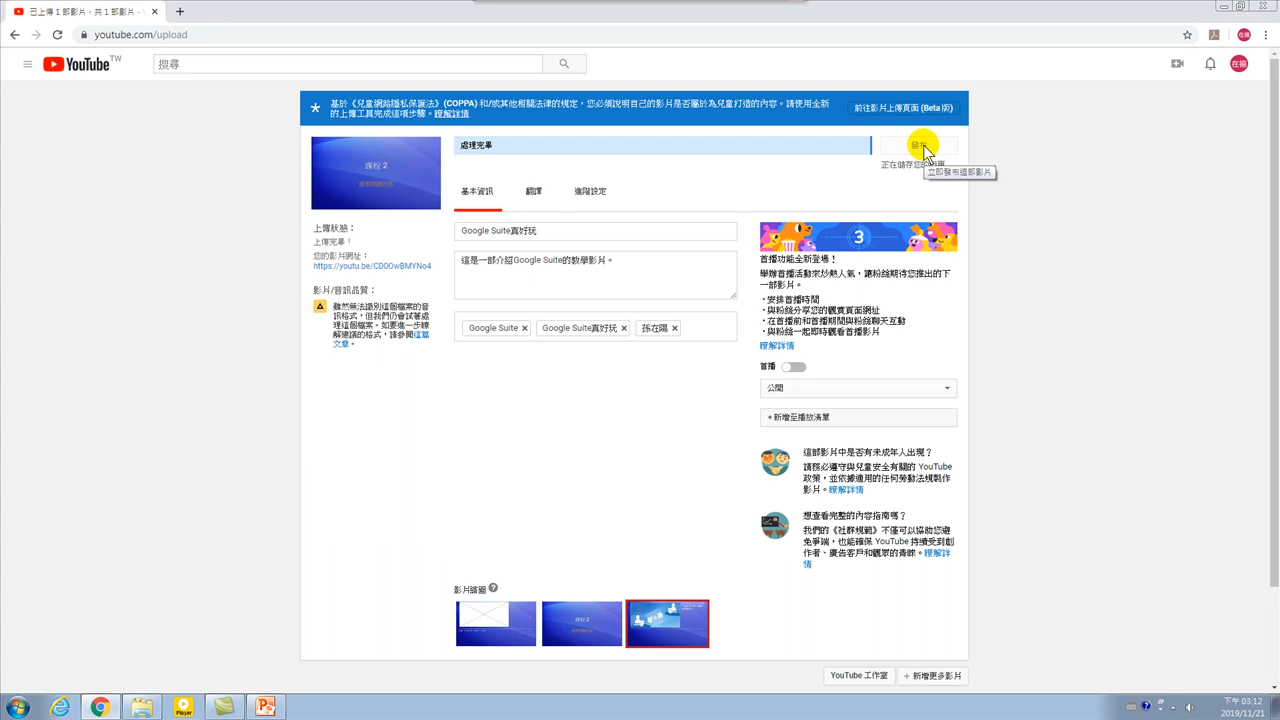 已上傳 1 部影片，共 1 部影片 - Y
youtube.com/upload
在揚
YouTube TW
搜尋
在揚
基於《兒童網路隱私保護法》(COPPA) 和/或其他相關法律的規定，您必須說明自己的影片是否屬於為兒童打造的內容。請使用全新
的上傳工具完成這項步驟。瞭解詳情
前往影片上傳頁面 (Beta 版)
課程 2
處理完畢
正在儲存您的
立即發布這部影片
基本資訊
翻譯
進階設定
上傳狀態：
上傳完畢！
您的影片網址：
https://youtu.be/CD0OwBMYNo4
影片/音訊品質：
雖然無法識別這個檔案的音
訊格式，但我們仍會試著處
理這個檔案。如要進一步瞭
解建議的格式，請參閱這篇
文章。
Google Suite真好玩
這是一部介紹Google Suite的教學影片。
Google Suite
Google Suite真好玩
孫在陽
3
首播功能全新登場！
舉辦首播活動來炒熱人氣，讓粉絲期待您推出的下
一部影片。
・安排首播時間
・與粉絲分享您的觀賞頁面網址
・在首播前和首播期間與粉絲聊天互動
・與粉絲一起即時觀看首播影片
瞭解詳情
首播
公開
+ 新增至播放清單
這部影片中是否有未成年人出現？
請務必遵守與兒童安全有關的 YouTube
政策，並依據適用的任何勞動法規製作
影片。瞭解詳情
想查看完整的內容指南嗎？
我們的《社群規範》不僅可以協助您避
免爭端，也能確保 YouTube 持續受到創
作者、廣告客戶和觀眾的青睞。瞭解詳
情
影片縮圖
課程 2
YouTube 工作室
+ 新增更多影片
Player
下午 03:12
2019/11/21